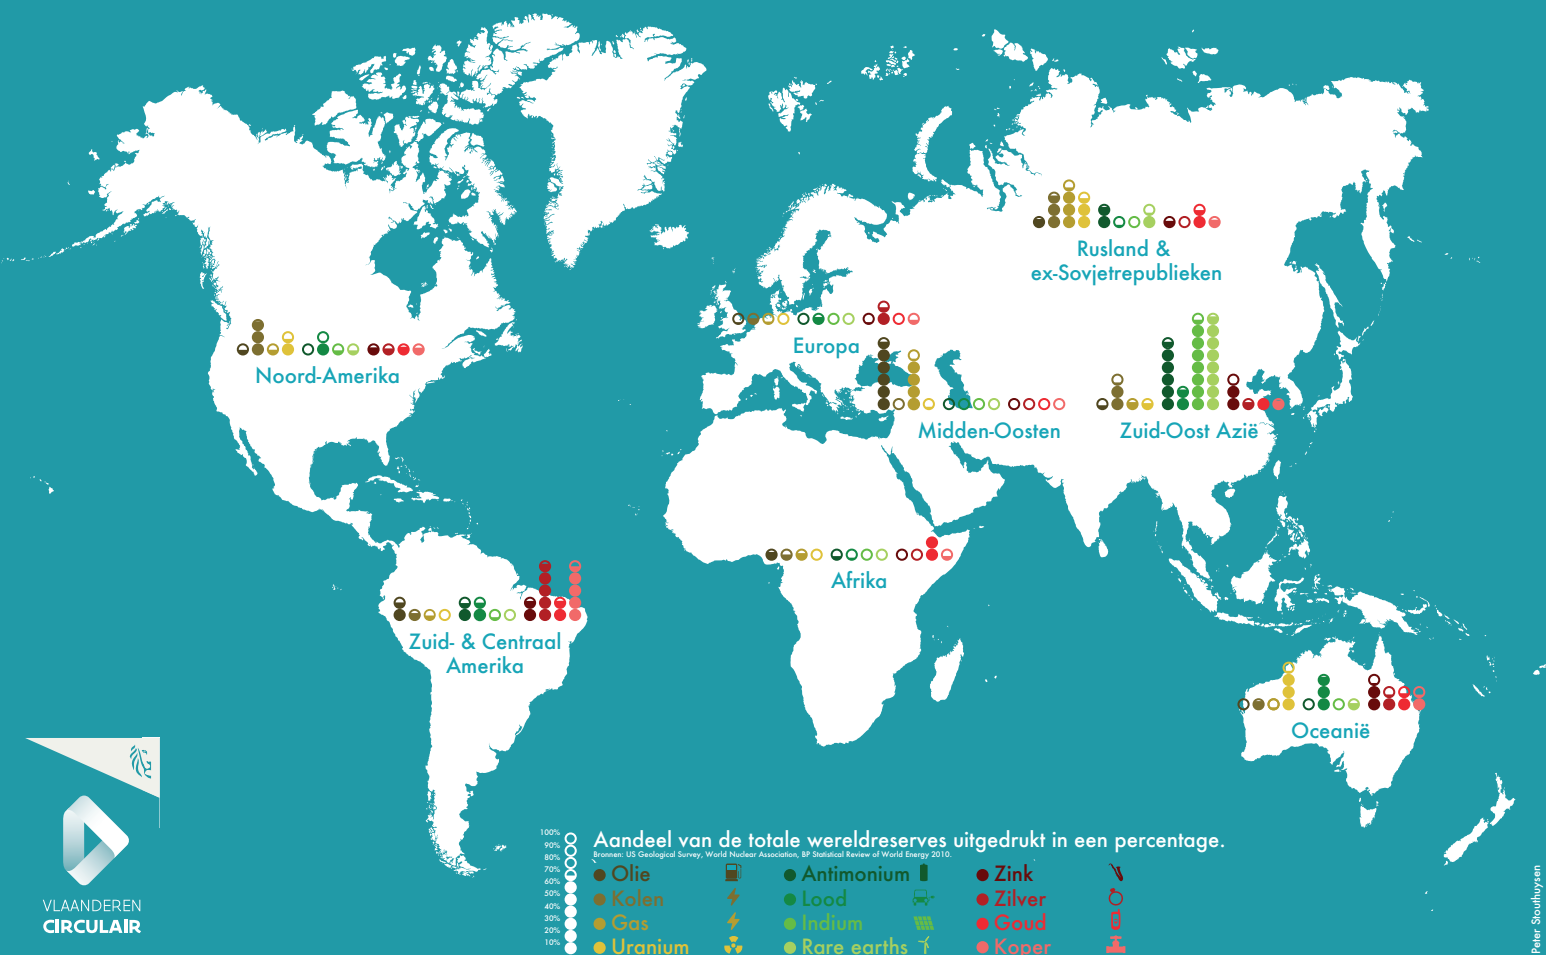 Rusland &
ex-Sovjetrepublieken
Europa
Noord-Amerika
Midden-Oosten
Zuid-Oost Azië
Afrika
Zuid- & Centraal
Amerika
Oceanië
VLAANDEREN
CIRCULAIR
100%
90%
80%
70%
60%
50%
40%
30%
20%
10%
Aandeel van de totale wereldreserves uitgedrukt in een percentage.
Bronnen: US Geological Survey, World Nuclear Association, BP Statistical Review of World Energy 2010.
Olie
Kolen
Gas
Uranium
Antimonium
Lood
Indium
Rare earths
Zink
Zilver
Goud
Koper
Peter Stouthuysen